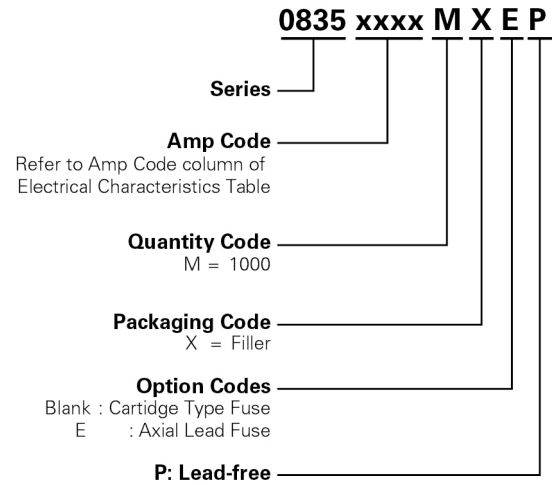 0835 xxxx M X E P
Series
Amp Code
Refer to Amp Code column of
Electrical Characteristics Table
Quantity Code
M = 1000
Packaging Code
X = Filler
Option Codes
Blank : Cartidge Type Fuse
E : Axial Lead Fuse
P: Lead-free